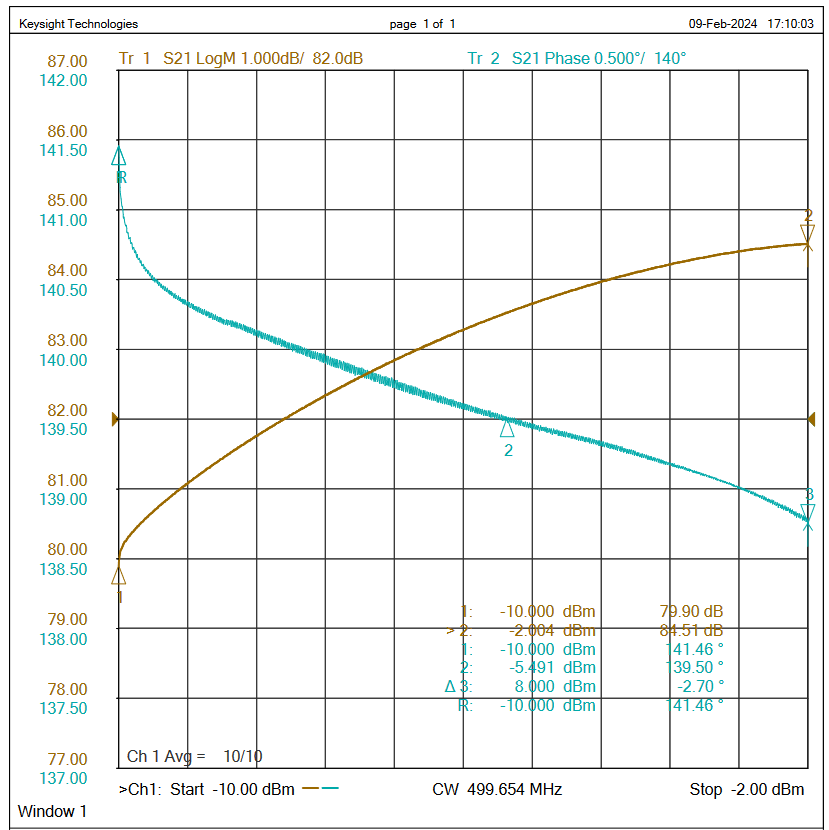 Keysight Technologies page 1 of 1 09-Feb-2024 17:10:03
Tr 1 S21 LogM 1.000dB/ 82.0dB Tr 2 S21 Phase 0.500°/ 140°
87.00
142.00
86.00
141.50
R
85.00
141.00
2
84.00
140.50
83.00
140.00
82.00
139.50
2
81.00
139.00
3
80.00
138.50
1
1: -10.000 dBm 79.90 dB
79.00
> 2: -2.004 dBm 84.51 dB
138.00
1: -10.000 dBm 141.46 °
2: -5.491 dBm 139.50 °
78.00
Δ 3: 8.000 dBm -2.70 °
137.50
R: -10.000 dBm 141.46 °
Ch 1 Avg = 10/10
77.00
137.00
>Ch1: Start -10.00 dBm CW 499.654 MHz Stop -2.00 dBm
Window 1